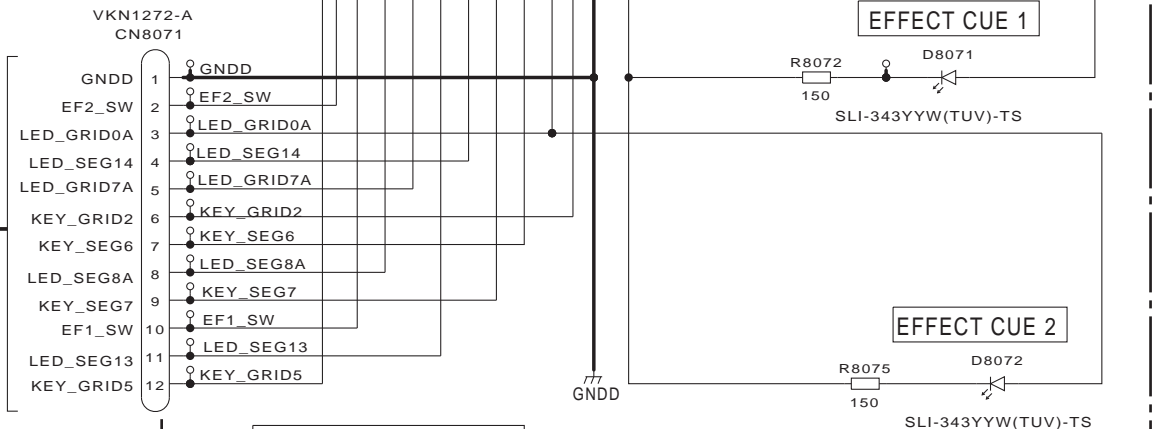 VKN1272-A
CN8071
GNDD 1 GNDD
EF2_SW 2 EF2_SW
LED_GRID0A 3 LED_GRID0A
LED_SEG14 4 LED_SEG14
LED_GRID7A 5 LED_GRID7A
KEY_GRID2 6 KEY_GRID2
KEY_SEG6 7 KEY_SEG6
LED_SEG8A 8 LED_SEG8A
KEY_SEG7 9 KEY_SEG7
EF1_SW 10 EF1_SW
LED_SEG13 11 LED_SEG13
KEY_GRID5 12 KEY_GRID5
GNDD
EFFECT CUE 1
R8072 D8071
150
SLI-343YYW(TUV)-TS
EFFECT CUE 2
R8075 D8072
150
SLI-343YYW(TUV)-TS